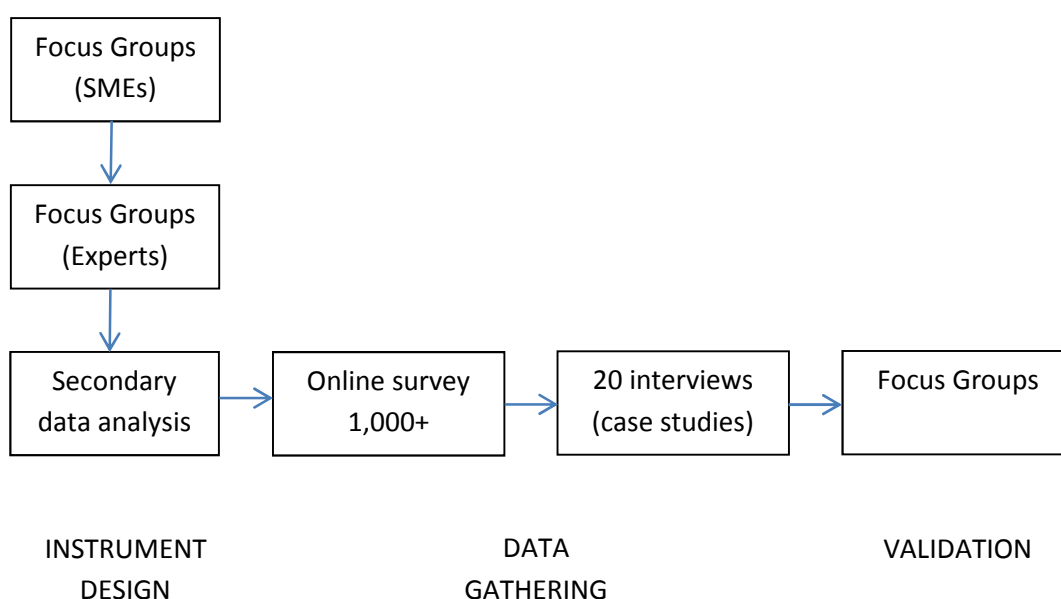 Focus Groups
(SMEs)
Focus Groups
(Experts)
Secondary
data analysis
Online survey
1,000+
20 interviews
(case studies)
Focus Groups
INSTRUMENT
DESIGN
DATA
GATHERING
VALIDATION